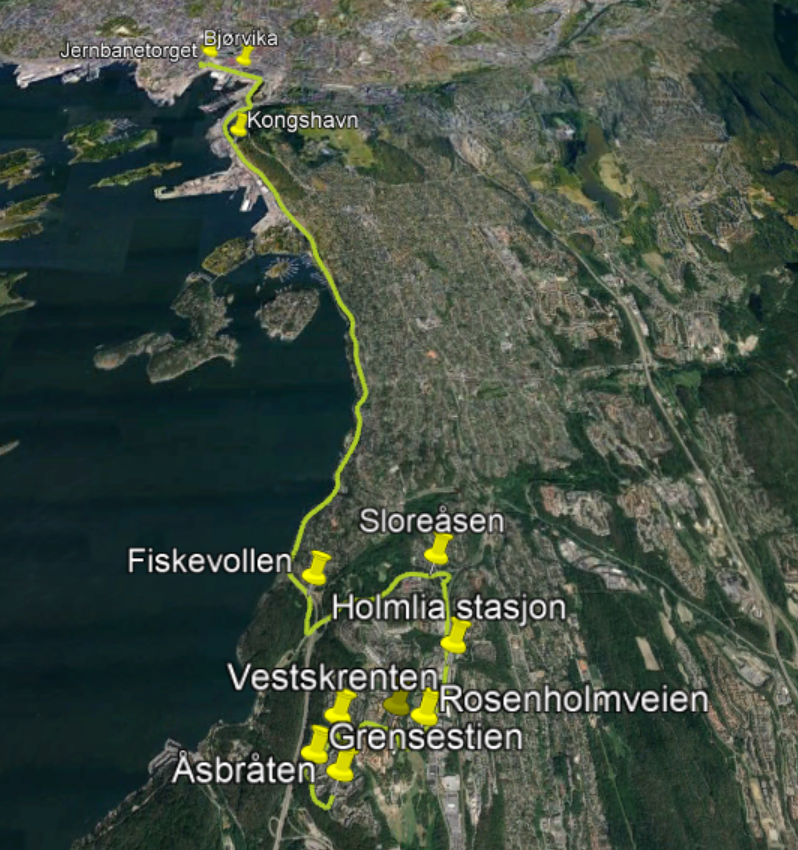 Bjørvika
Jernbanetorget
Kongshavn
Sloreåsen
Fiskevollen
Holmlia stasjon
Vestskrenten
Rosenholmveien
Grensestien
Åsbråten